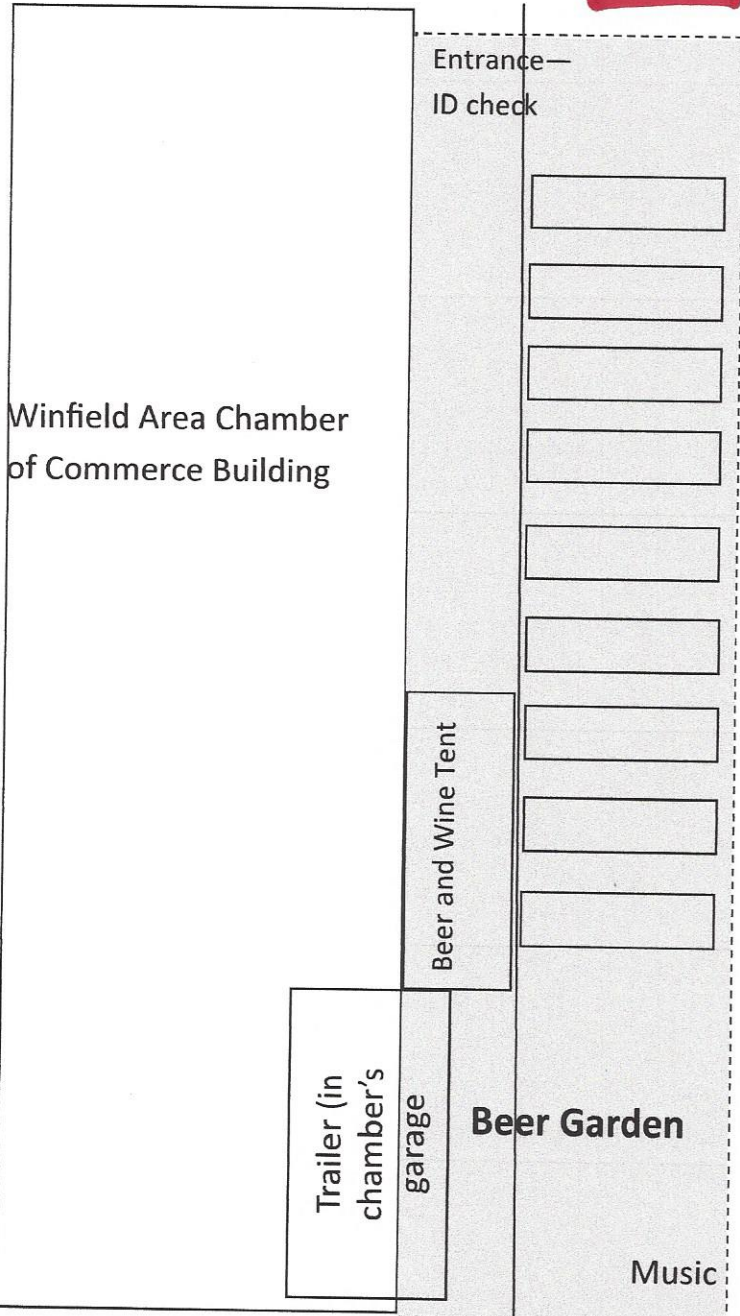 Entrance—
ID check
Winfield Area Chamber
of Commerce Building
Beer and Wine Tent
Trailer (in
chamber's
garage
Beer Garden
Music